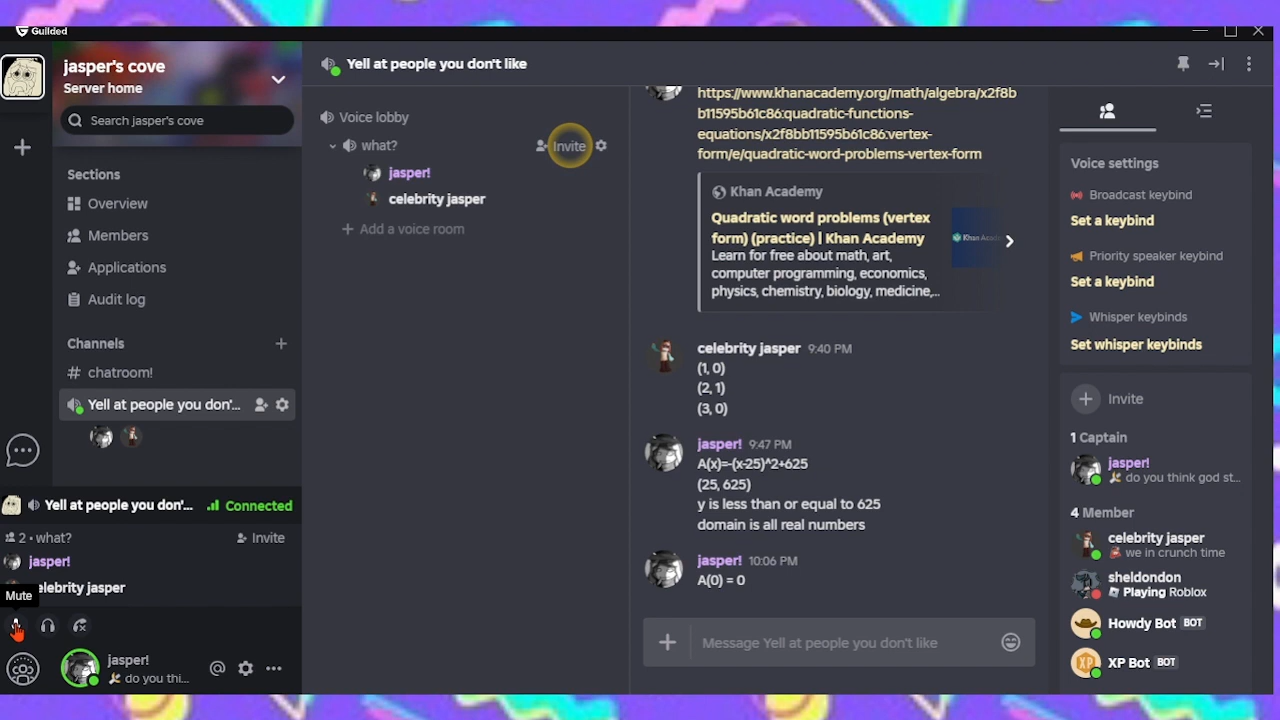 Guilded
jasper's cove
Server home
Search jasper's cove
Sections
Overview
Members
Applications
Audit log
Channels
chatroom!
Yell at people you don'...
Yell at people you don'...
Connected
2 • what?
Invite
jasper!
elebrity jasper
Mute
jasper!
do you thi...
Yell at people you don't like
Voice lobby
what?
Invite
jasper!
celebrity jasper
Add a voice room
https://www.khanacademy.org/math/algebra/x2f8b
b11595b61c86:quadratic-functions-
equations/x2f8bb11595b61c86:vertex-
form/e/quadratic-word-problems-vertex-form
Khan Academy
Quadratic word problems (vertex
form) (practice) | Khan Academy
Learn for free about math, art,
computer programming, economics,
physics, chemistry, biology, medicine,...
Khan Acade
celebrity jasper 9:40 PM
(1, 0)
(2, 1)
(3, 0)
jasper! 9:47 PM
A(x)=-(x-25)^2+625
(25, 625)
y is less than or equal to 625
domain is all real numbers
jasper! 10:06 PM
A(0) = 0
Message Yell at people you don't like
Voice settings
Broadcast keybind
Set a keybind
Priority speaker keybind
Set a keybind
Whisper keybinds
Set whisper keybinds
Invite
1 Captain
jasper!
do you think god st...
4 Member
celebrity jasper
we in crunch time
sheldondon
Playing Roblox
Howdy Bot BOT
XP
XP Bot BOT